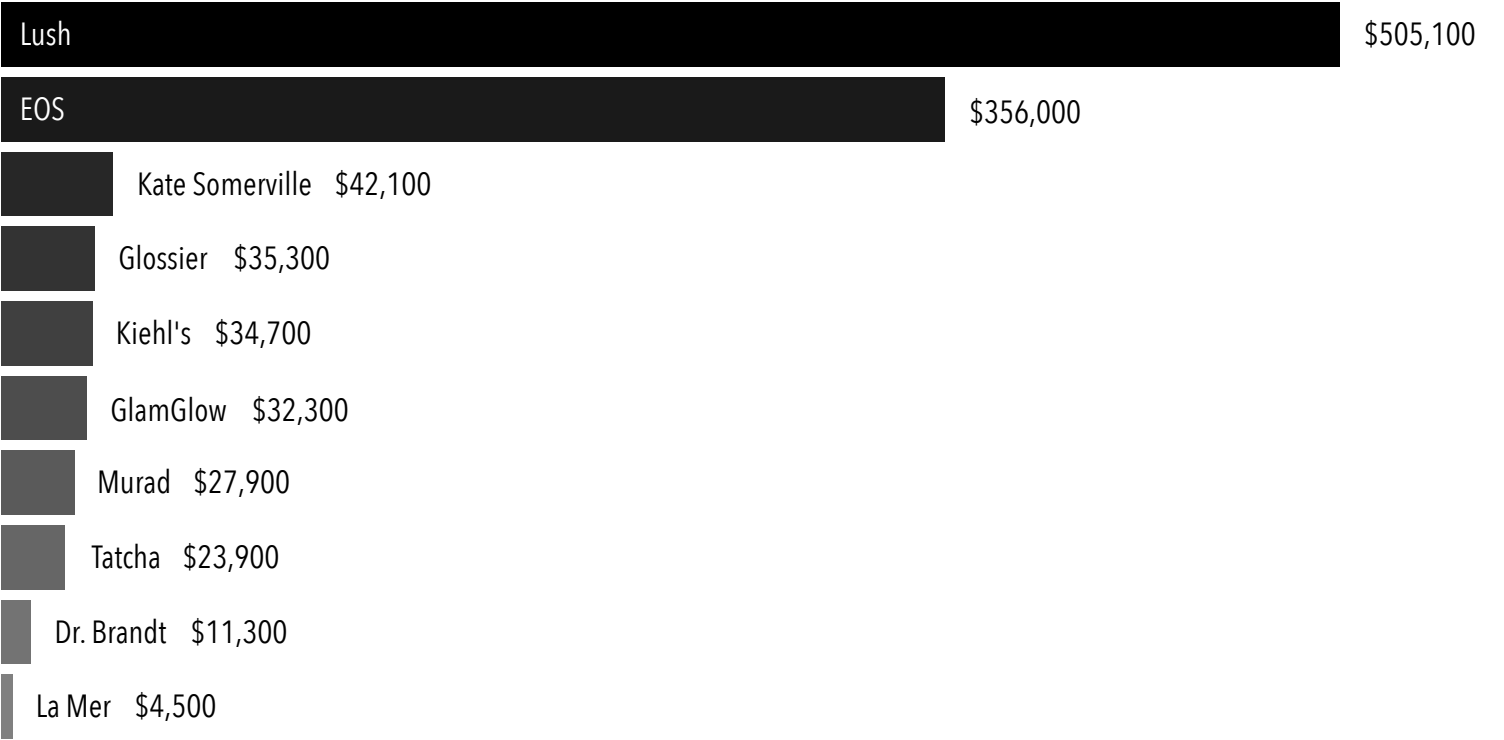 Lush $505,100
EOS $356,000
Kate Somerville $42,100
Glossier $35,300
Kiehl's $34,700
GlamGlow $32,300
Murad $27,900
Tatcha $23,900
Dr. Brandt $11,300
La Mer $4,500